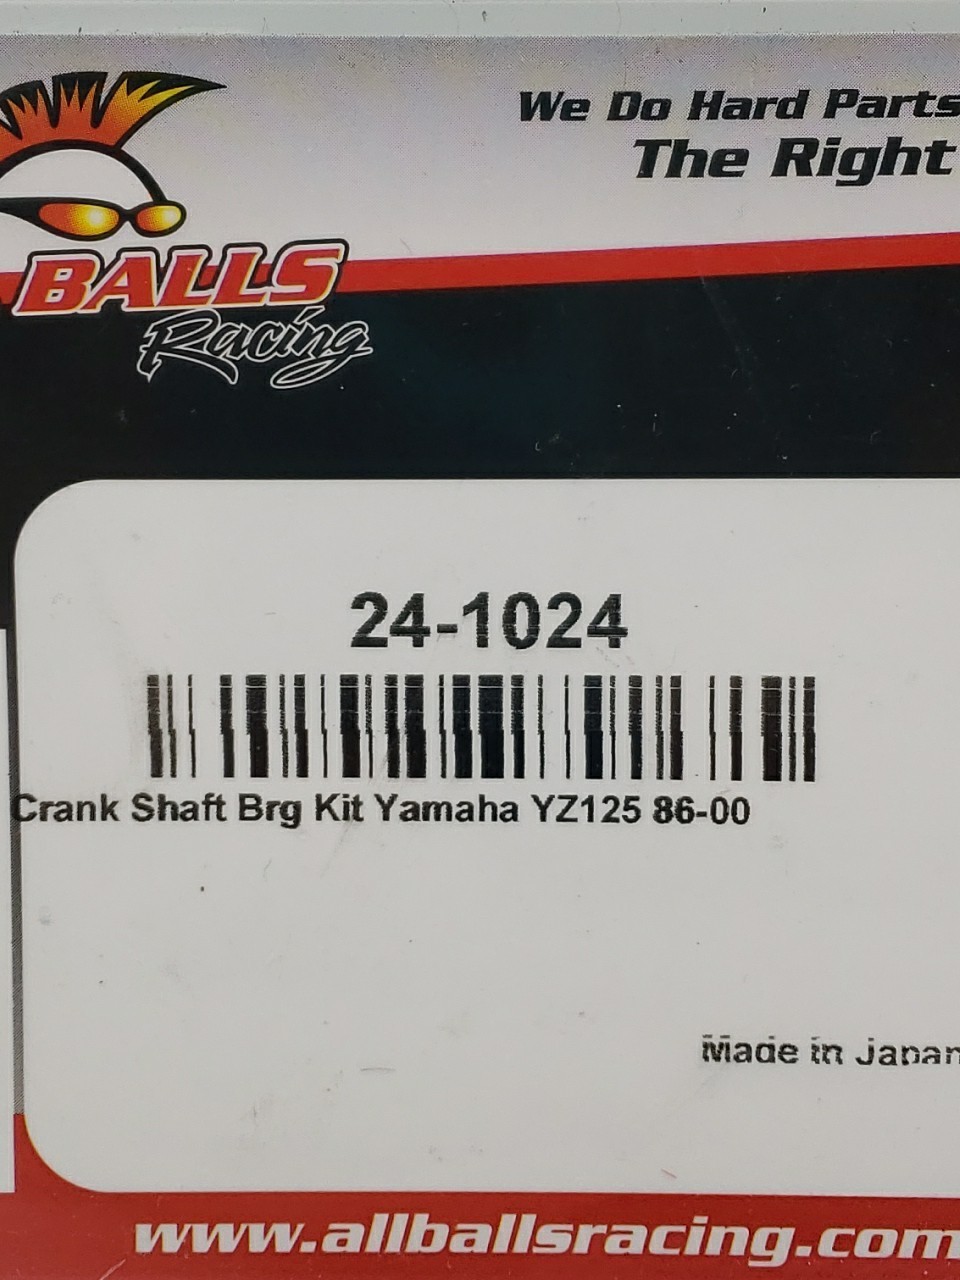 We Do Hard Parts
The Right
BALLS
Racing
24-1024
Crank Shaft Brg Kit Yamaha YZ125 86-00
Made in Japan
www.allballsracing.com